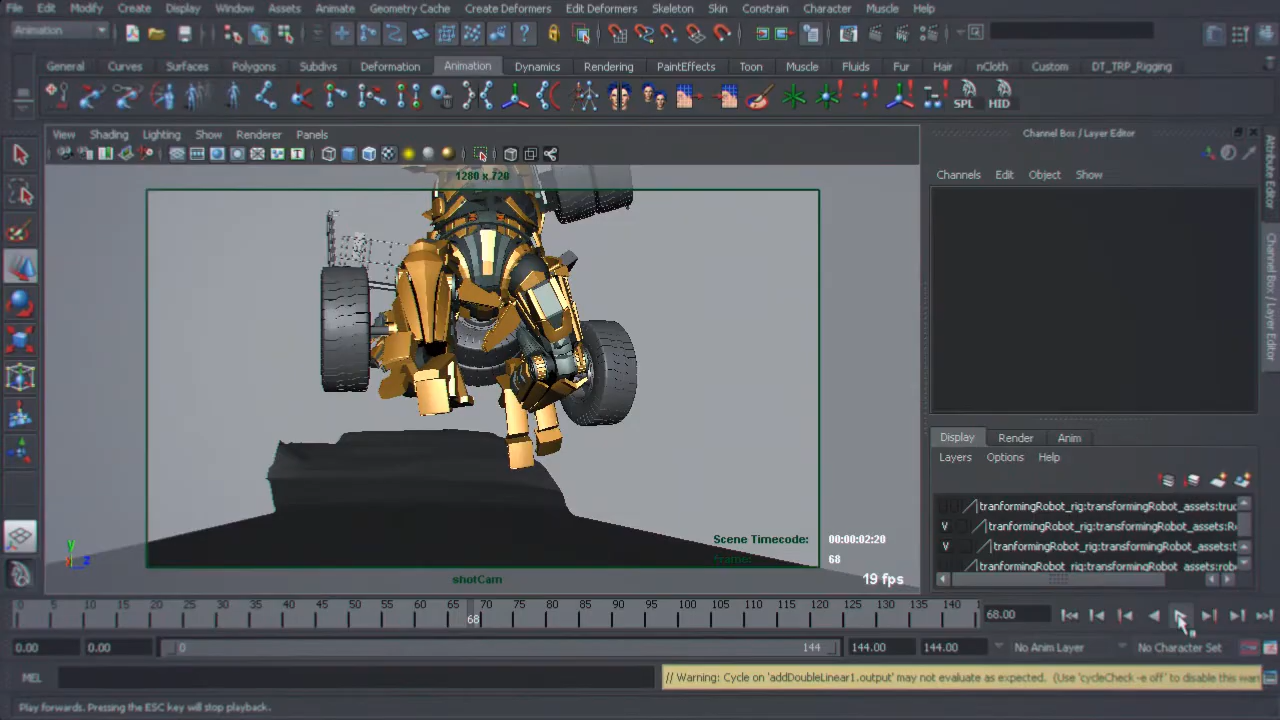 File Edit Modify Create Display Window Assets Animate Geometry Cache Create Deformers Edit Deformers Skeleton Skin Constrain Character Muscle Help
Animation
General Curves Surfaces Polygons Subdivs Deformation Animation Dynamics Rendering PaintEffects Toon Muscle Fluids Fur Hair nCloth Custom DT_TRP_Rigging
SPL HID
View Shading Lighting Show Renderer Panels
Channel Box / Layer Editor
Channels Edit Object Show
Attribute Editor
Channel Box / Layer Editor
1280 x 720
Scene Timecode: 00:00:02:20
68
19 fps
shotCam
y
z
Display Render Anim
Layers Options Help
tranformingRobot_rig:transformingRobot_assets:truc
V tranformingRobot_rig:transformingRobot_assets:R
V tranformingRobot_rig:transformingRobot_assets:t
tranformingRobot_rig:transformingRobot_assets:rob
0 5 10 15 20 25 30 35 40 45 50 55 60 65 70 75 80 85 90 95 100 105 110 115 120 125 130 135 140
68
68.00
0.00 0.00 0 144 144.00 144.00 No Anim Layer No Character Set
MEL
// Warning: Cycle on 'addDoubleLinear1.output' may not evaluate as expected. (Use 'cycleCheck -e off' to disable this
Play forwards. Pressing the ESC key will stop playback.